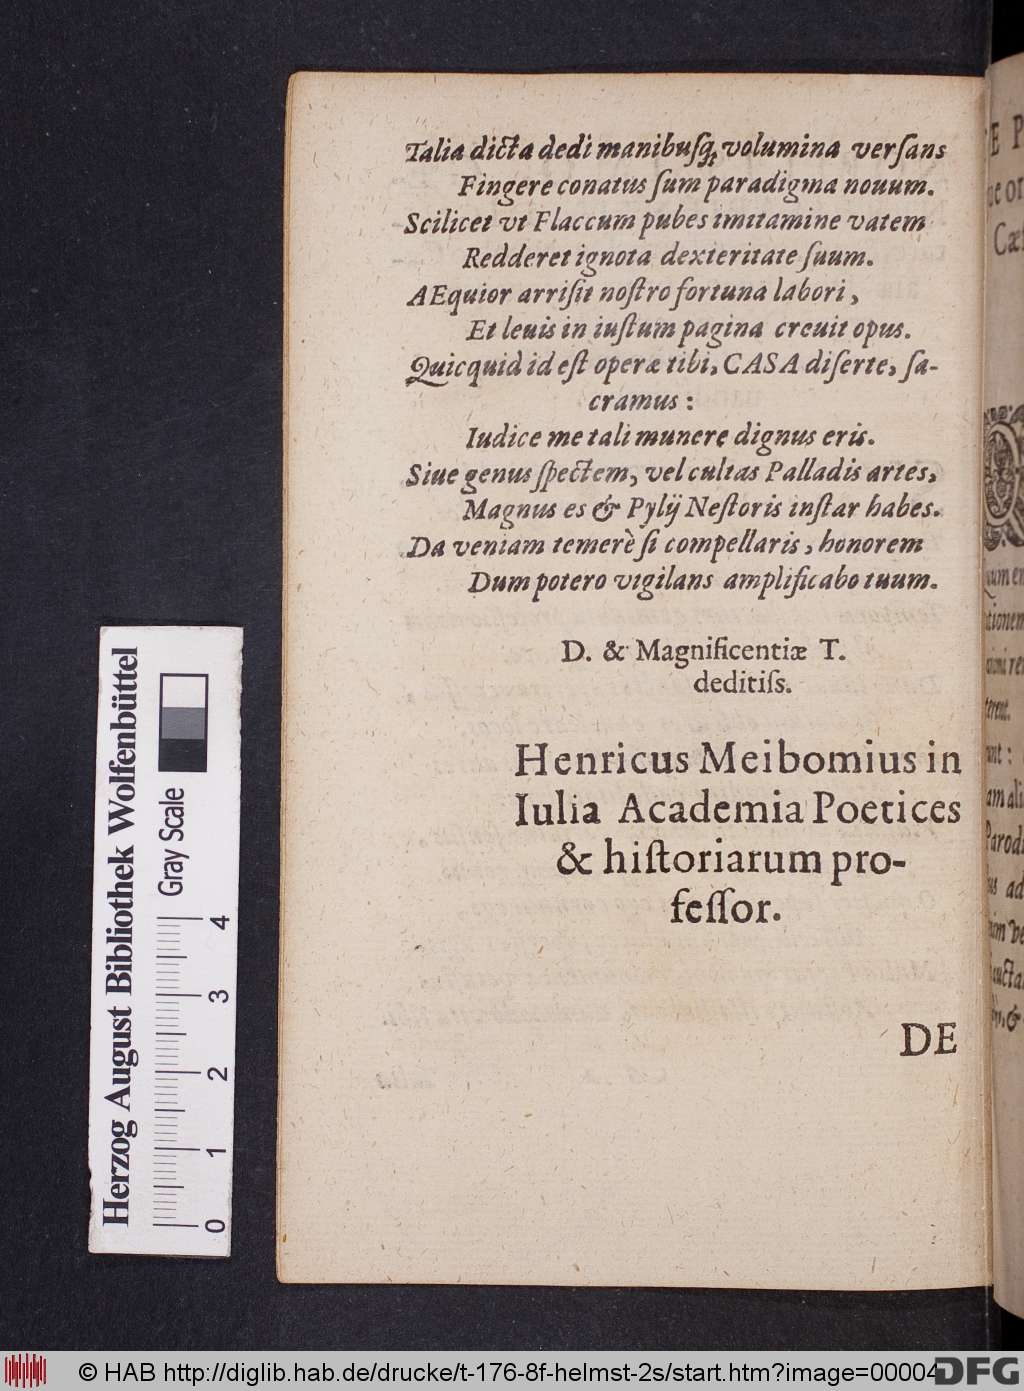 Talia dicta dedi manibuſq́; volumina verſans
Fingere conatus ſum paradigma nouum.
Scilicet vt Flaccum pubes imitamine vatem
Redderet ignota dexteritate ſuum.
AEquior arriſit noſtro fortuna labori,
Et leuis in iuſtum pagina creuit opus.
Quicquid id eſt operæ tibi, CASA diſerte, ſa-
cramus:
Iudice me tali munere dignus eris.
Siue genus ſpectem, vel cultas Palladis artes,
Magnus es & Pylij Neſtoris inſtar habes.
Da veniam temerè ſi compellaris, honorem
Dum potero vigilans amplificabo tuum.
D. & Magnificentiæ T.
deditiſs.
Henricus Meibomius in
Iulia Academia Poetices
& hiſtoriarum pro-
feſſor.
DE
Herzog August Bibliothek Wolfenbüttel
Gray Scale
0 1 2 3 4
© HAB http://diglib.hab.de/drucke/t-176-8f-helmst-2s/start.htm?image=00004
DFG